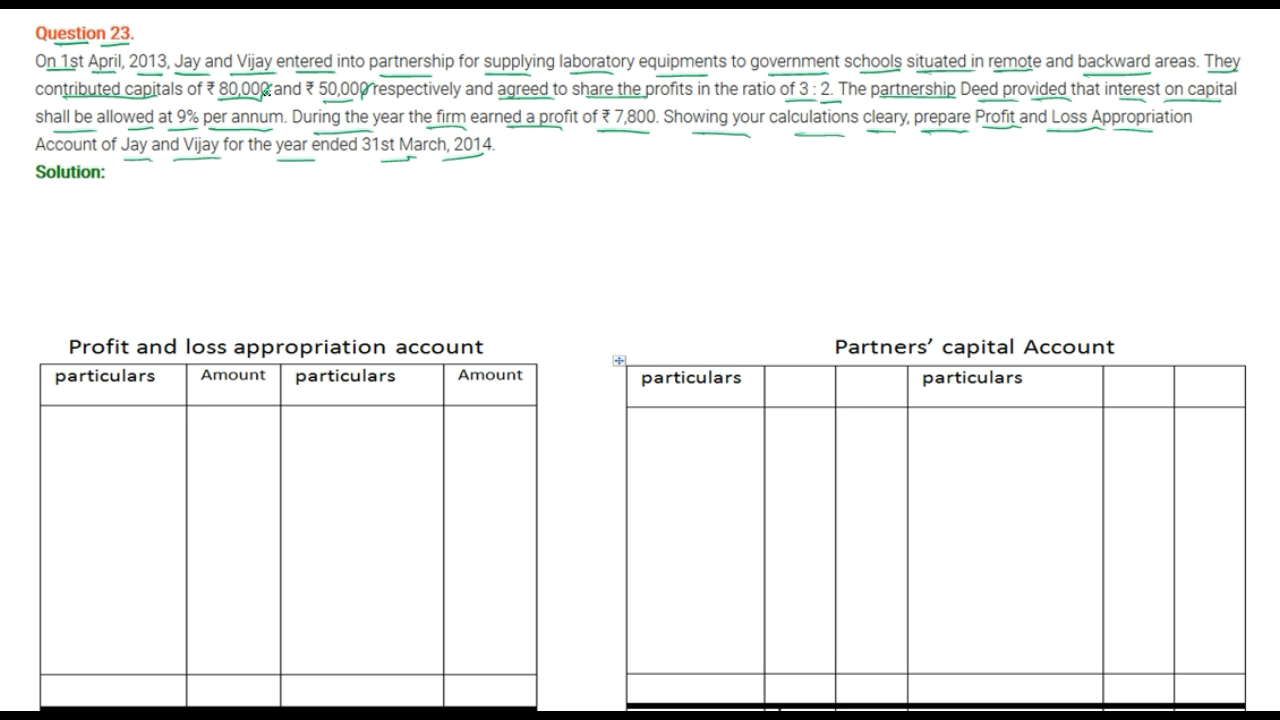 Question 23.
On 1st April, 2013, Jay and Vijay entered into partnership for supplying laboratory equipments to government schools situated in remote and backward areas. They
contributed capitals of ₹ 80,000 and ₹ 50,000 respectively and agreed to share the profits in the ratio of 3 : 2. The partnership Deed provided that interest on capital
shall be allowed at 9% per annum. During the year the firm earned a profit of ₹ 7,800. Showing your calculations cleary, prepare Profit and Loss Appropriation
Account of Jay and Vijay for the year ended 31st March, 2014.
Solution:
Profit and loss appropriation account
particulars Amount particulars Amount
Partners' capital Account
particulars particulars